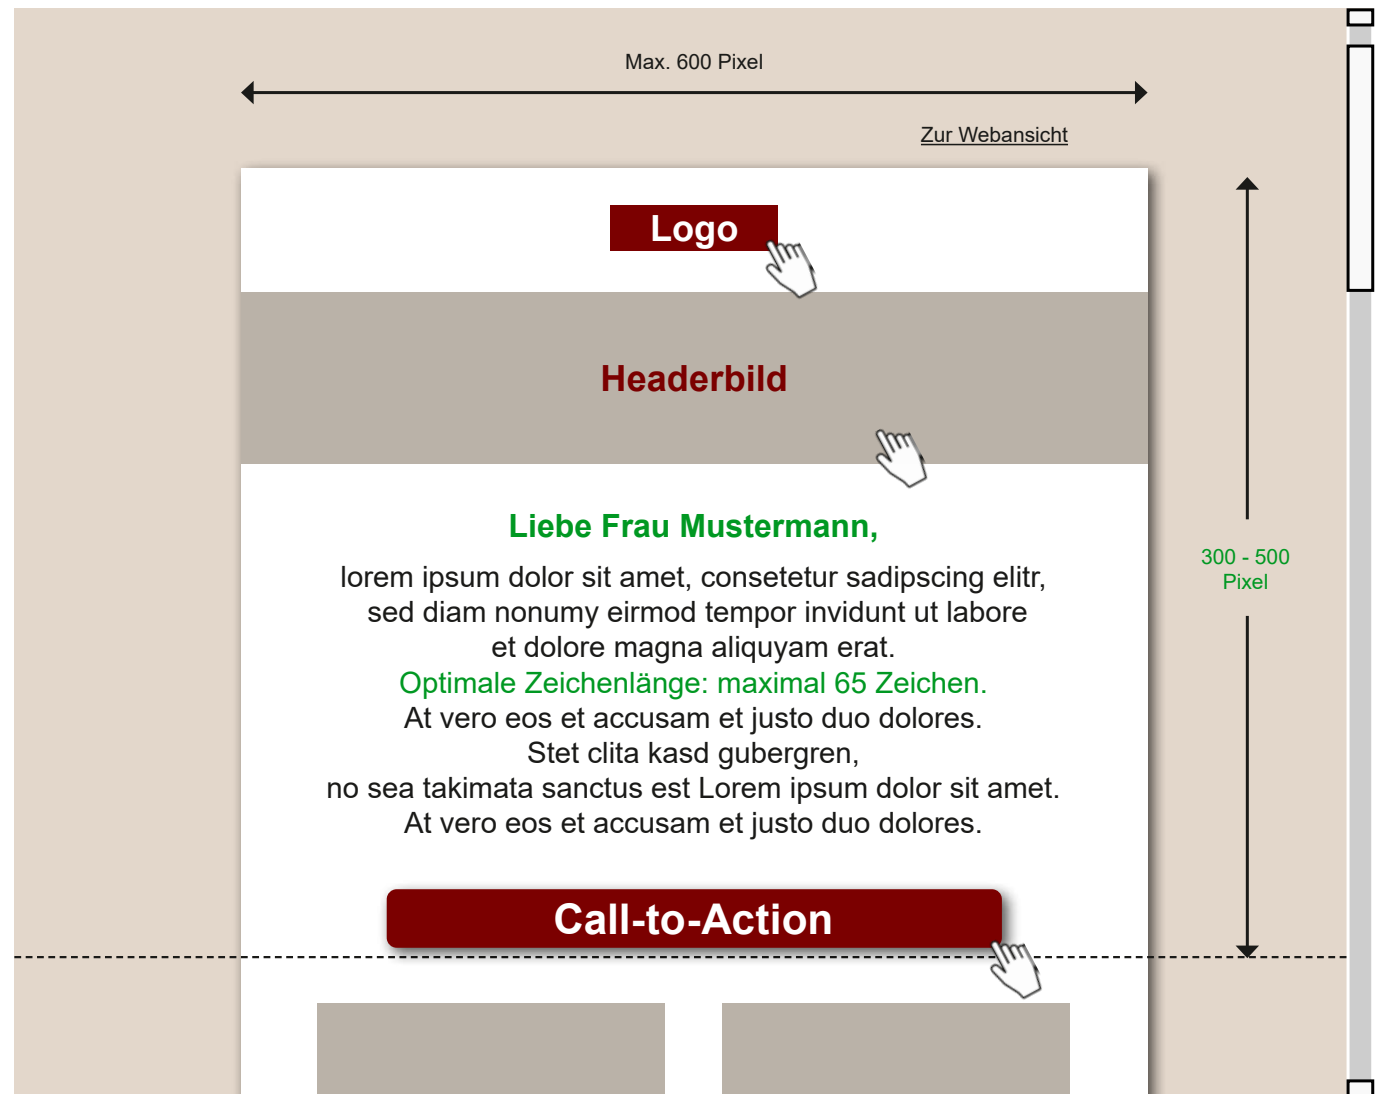 Max. 600 Pixel
Zur Webansicht
Logo
Headerbild
Liebe Frau Mustermann,
lorem ipsum dolor sit amet, consetetur sadipscing elitr,
sed diam nonumy eirmod tempor invidunt ut labore
et dolore magna aliquyam erat.
Optimale Zeichenlänge: maximal 65 Zeichen.
At vero eos et accusam et justo duo dolores.
Stet clita kasd gubergren,
no sea takimata sanctus est Lorem ipsum dolor sit amet.
At vero eos et accusam et justo duo dolores.
300 - 500
Pixel
Call-to-Action